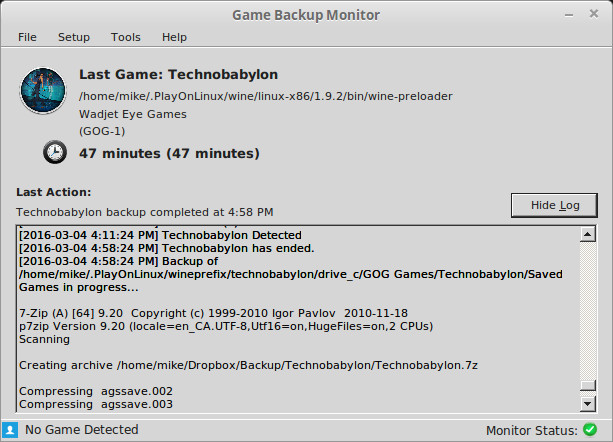 Game Backup Monitor
File Setup Tools Help
Last Game: Technobabylon
/home/mike/.PlayOnLinux/wine/linux-x86/1.9.2/bin/wine-preloader
Wadjet Eye Games
(GOG-1)
47 minutes (47 minutes)
Last Action:
Technobabylon backup completed at 4:58 PM
Hide Log
[2016-03-04 4:11:24 PM] Technobabylon Detected
[2016-03-04 4:58:24 PM] Technobabylon has ended.
[2016-03-04 4:58:24 PM] Backup of
/home/mike/.PlayOnLinux/wineprefix/technobabylon/drive_c/GOG Games/Technobabylon/Saved
Games in progress...
7-Zip (A) [64] 9.20  Copyright (c) 1999-2010 Igor Pavlov  2010-11-18
p7zip Version 9.20 (locale=en_CA.UTF-8,Utf16=on,HugeFiles=on,2 CPUs)
Scanning
Creating archive /home/mike/Dropbox/Backup/Technobabylon/Technobabylon.7z
Compressing  agssave.002
Compressing  agssave.003
No Game Detected
Monitor Status: